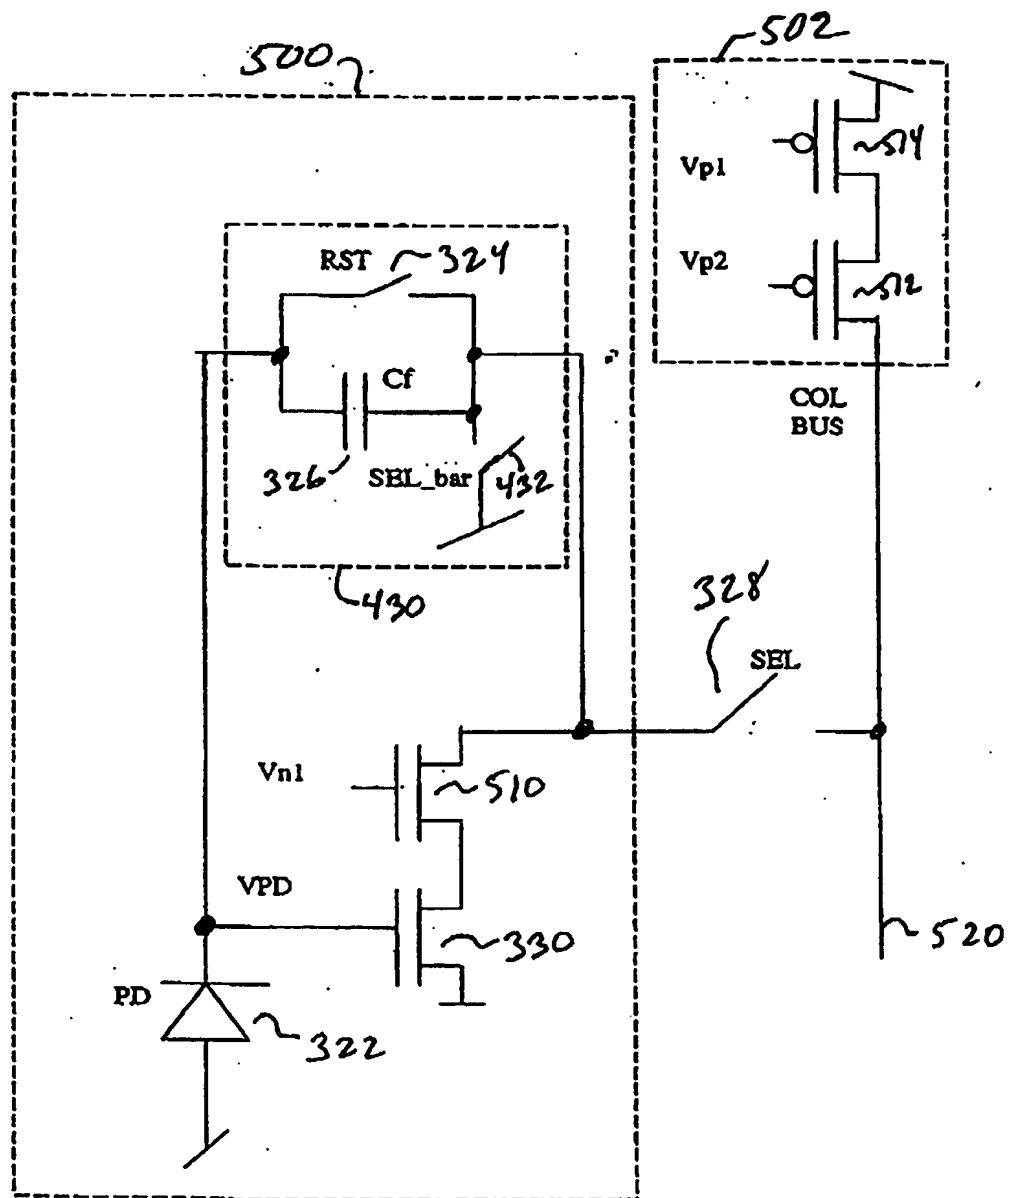 500
502
Vp1
514
Vp2
512
RST
324
Cf
COL
BUS
326
SEL_bar
432
430
328
SEL
Vn1
510
VPD
330
520
PD
322